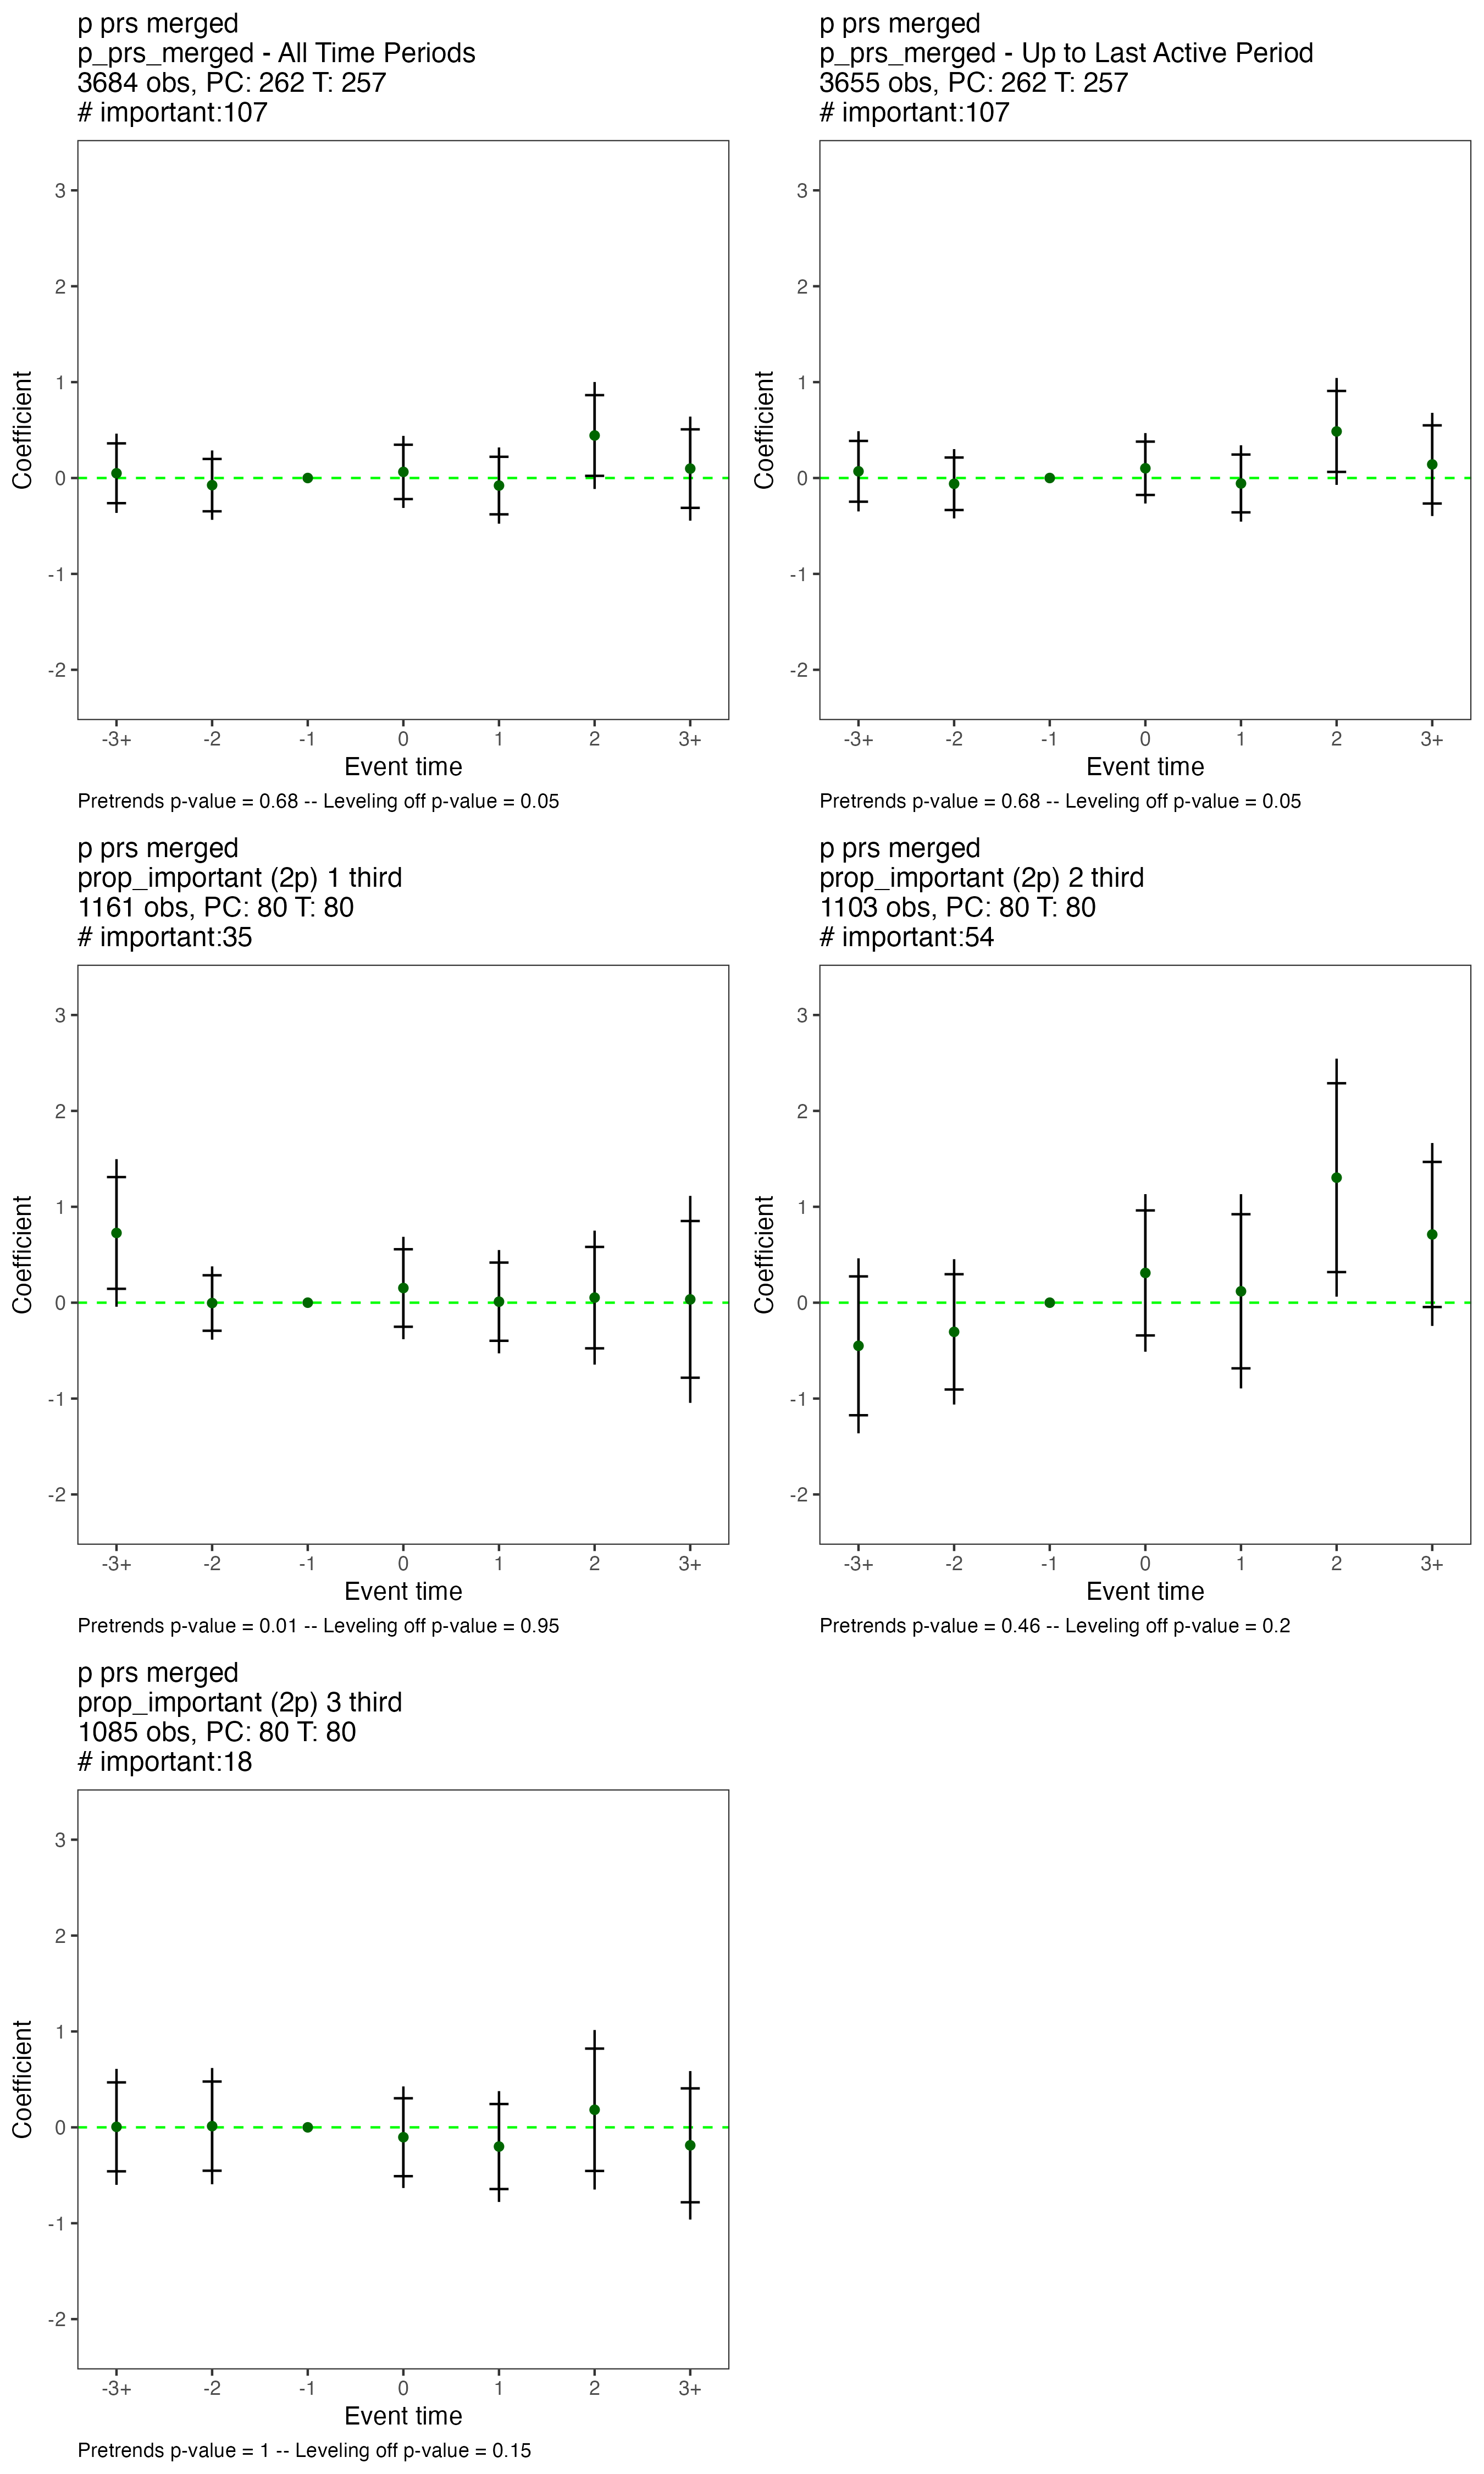 p prs merged
p_prs_merged - All Time Periods
3684 obs, PC: 262 T: 257
# important:107
3
2
1
0
-1
-2
Coefficient
-3+ -2 -1 0 1 2 3+
Event time
Pretrends p-value = 0.68 -- Leveling off p-value = 0.05
p prs merged
p_prs_merged - Up to Last Active Period
3655 obs, PC: 262 T: 257
# important:107
3
2
1
0
-1
-2
Coefficient
-3+ -2 -1 0 1 2 3+
Event time
Pretrends p-value = 0.68 -- Leveling off p-value = 0.05
p prs merged
prop_important (2p) 1 third
1161 obs, PC: 80 T: 80
# important:35
3
2
1
0
-1
-2
Coefficient
-3+ -2 -1 0 1 2 3+
Event time
Pretrends p-value = 0.01 -- Leveling off p-value = 0.95
p prs merged
prop_important (2p) 2 third
1103 obs, PC: 80 T: 80
# important:54
3
2
1
0
-1
-2
Coefficient
-3+ -2 -1 0 1 2 3+
Event time
Pretrends p-value = 0.46 -- Leveling off p-value = 0.2
p prs merged
prop_important (2p) 3 third
1085 obs, PC: 80 T: 80
# important:18
3
2
1
0
-1
-2
Coefficient
-3+ -2 -1 0 1 2 3+
Event time
Pretrends p-value = 1 -- Leveling off p-value = 0.15